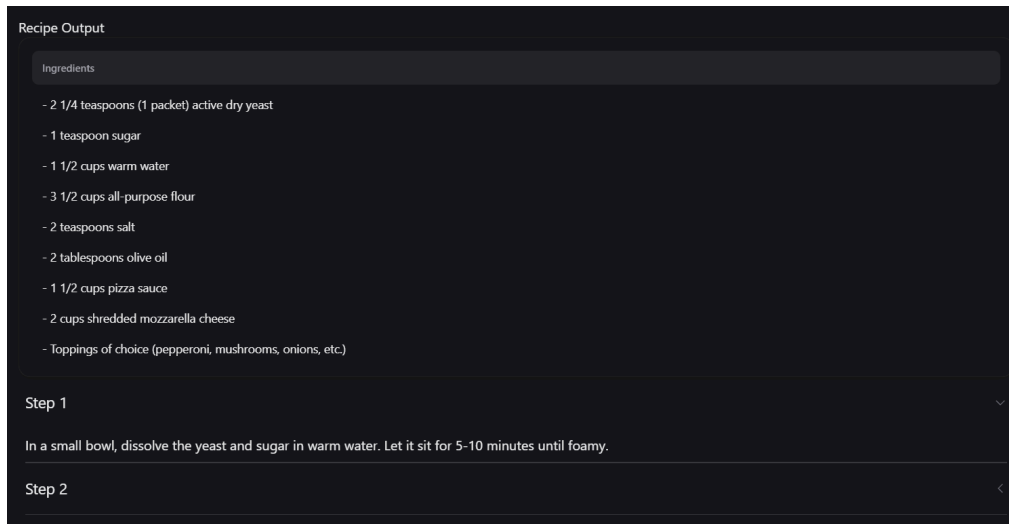 Recipe Output
Ingredients
- 2 1/4 teaspoons (1 packet) active dry yeast
- 1 teaspoon sugar
- 1 1/2 cups warm water
- 3 1/2 cups all-purpose flour
- 2 teaspoons salt
- 2 tablespoons olive oil
- 1 1/2 cups pizza sauce
- 2 cups shredded mozzarella cheese
- Toppings of choice (pepperoni, mushrooms, onions, etc.)
Step 1
In a small bowl, dissolve the yeast and sugar in warm water. Let it sit for 5-10 minutes until foamy.
Step 2